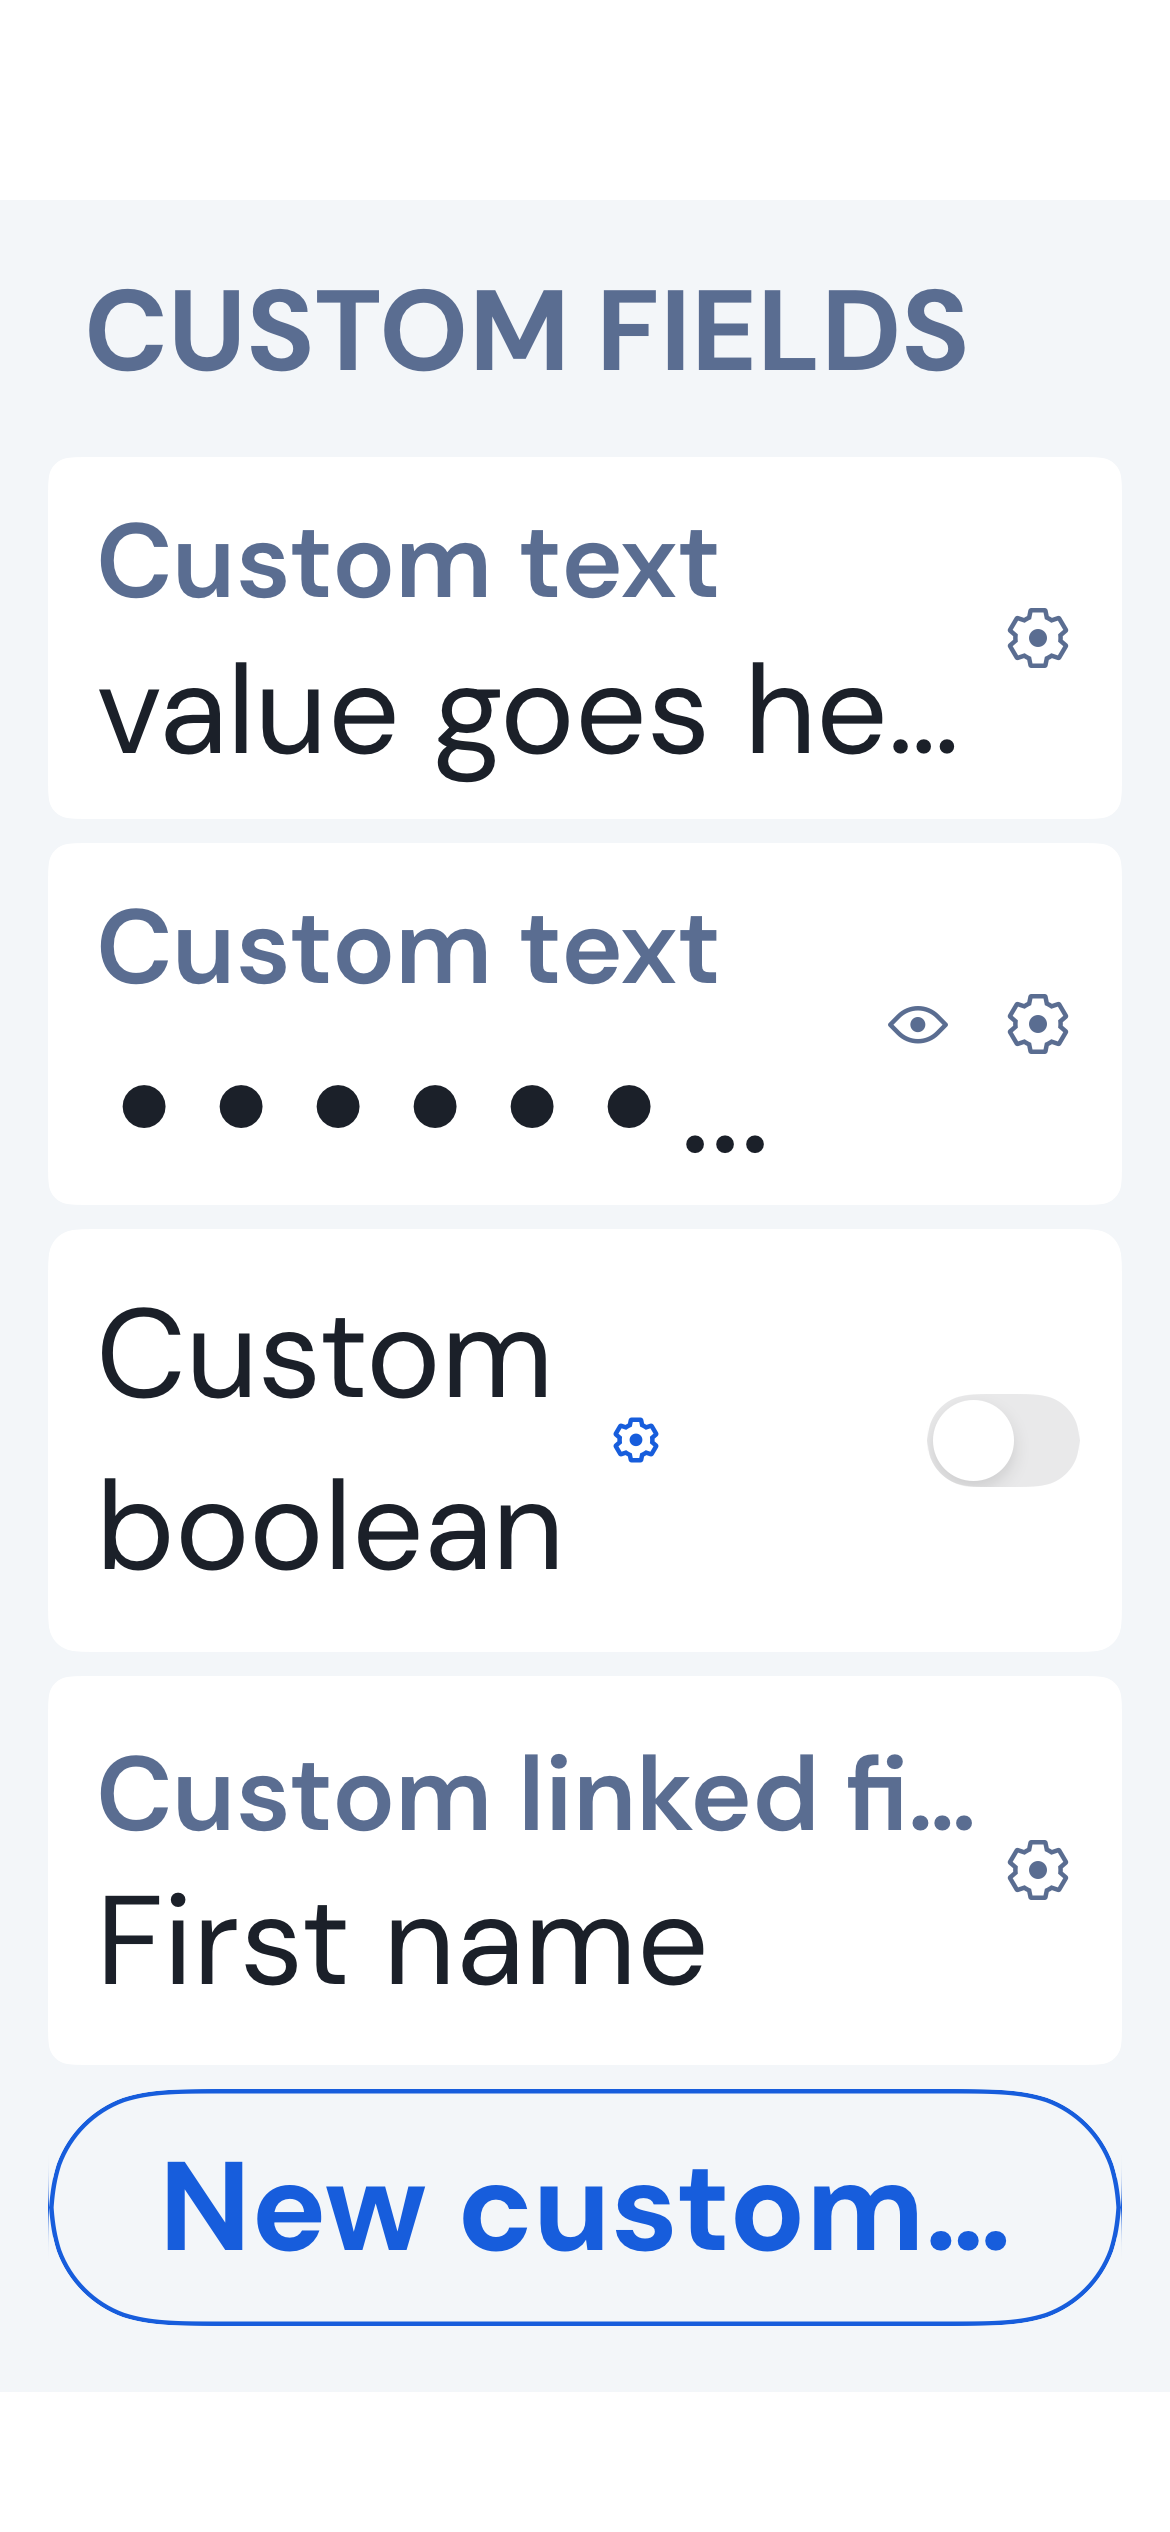 CUSTOM FIELDS
Custom text
value goes he...
Custom text
••••••...
Custom
boolean
Custom linked fi...
First name
New custom...